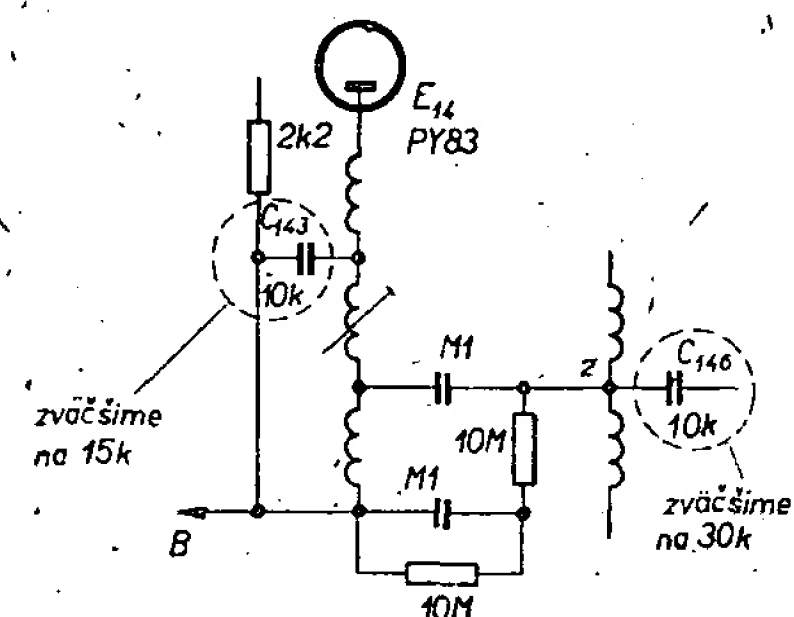 E14
PY83
2k2
C143
10k
zväčšime
na 15k
M1
z
C146
10k
10M
M1
zväčšime
na 30k
B
10M